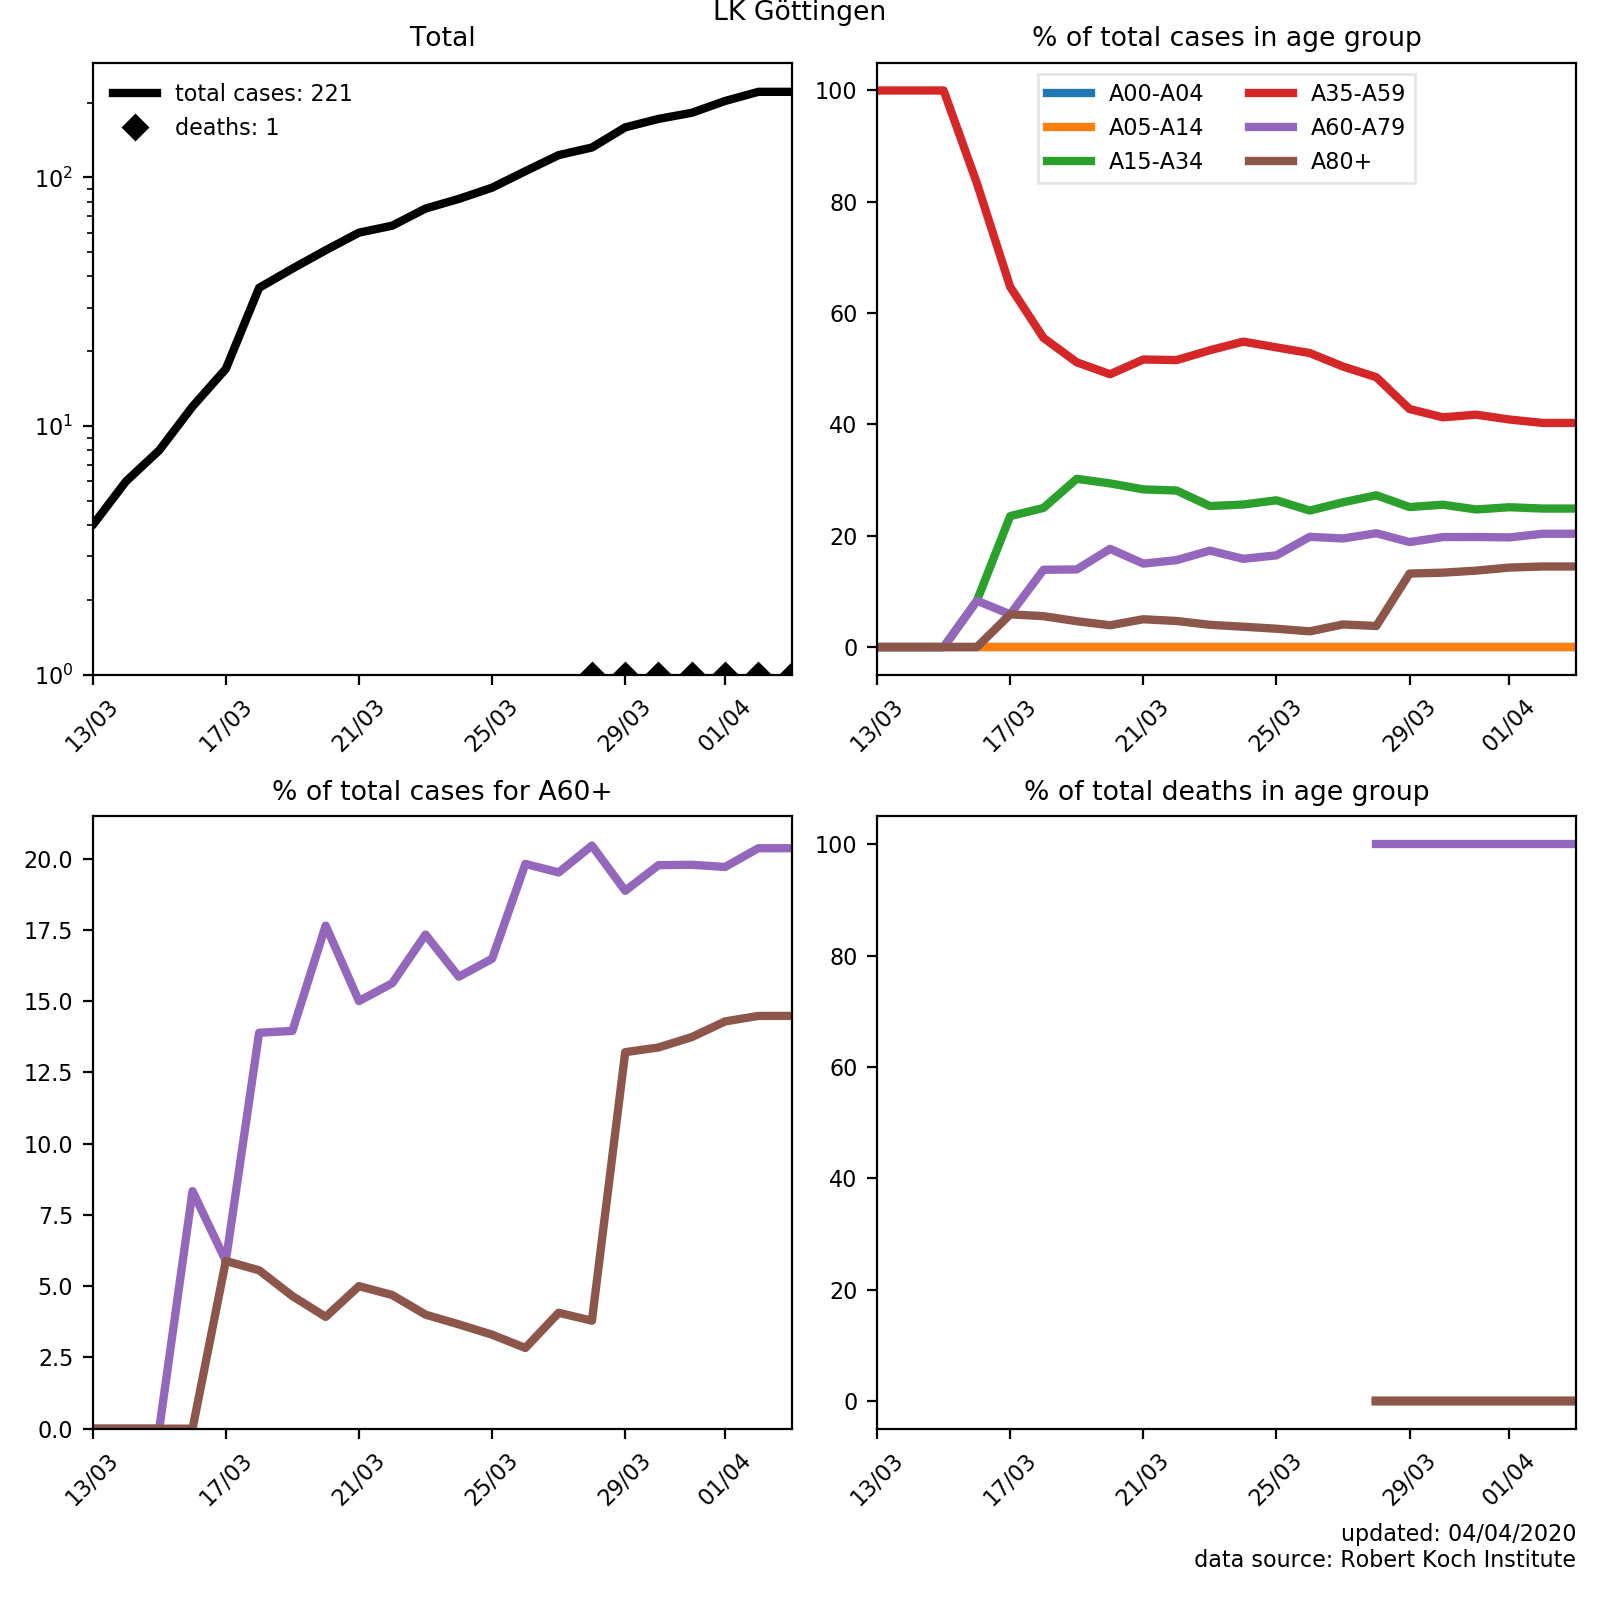 LK Göttingen
Total
total cases: 221
deaths: 1
10²
10¹
10⁰
13/03 17/03 21/03 25/03 29/03 01/04
% of total cases in age group
A00-A04 A35-A59
A05-A14 A60-A79
A15-A34 A80+
100
80
60
40
20
0
13/03 17/03 21/03 25/03 29/03 01/04
% of total cases for A60+
20.0
17.5
15.0
12.5
10.0
7.5
5.0
2.5
0.0
13/03 17/03 21/03 25/03 29/03 01/04
% of total deaths in age group
100
80
60
40
20
0
13/03 17/03 21/03 25/03 29/03 01/04
updated: 04/04/2020
data source: Robert Koch Institute